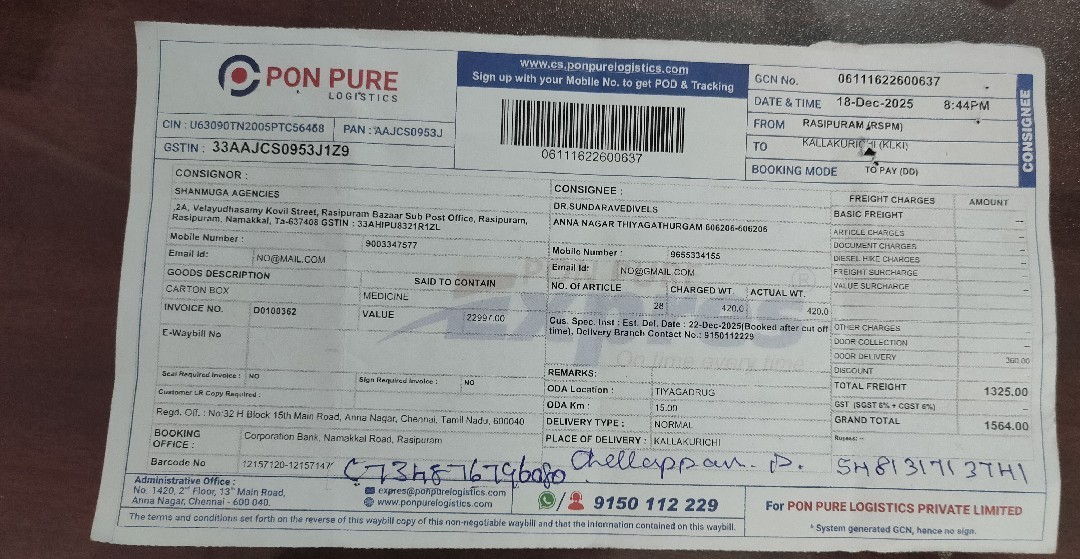 PON PURE
LOGISTICS
www.cs.ponpurelogistics.com
Sign up with your Mobile No. to get POD & Tracking
06111622600637
GCN No. 06111622600637
DATE & TIME 18-Dec-2025 8:44PM
FROM RASIPURAM (RSPM)
TO KALLAKURICHI (KLKI)
BOOKING MODE TO PAY (DD)
CONSIGNEE
CIN : U63090TN2005PTC56468 PAN : AAJCS0953J
GSTIN : 33AAJCS0953J1Z9
CONSIGNOR :
SHANMUGA AGENCIES
,2A, Velayudhasamy Kovil Street, Rasipuram Bazaar Sub Post Office, Rasipuram,
Rasipuram, Namakkal, Ta-637408 GSTIN : 33AHIPU8321R1ZL
Mobile Number : 9003347577
Email Id: NO@MAIL.COM
GOODS DESCRIPTION SAID TO CONTAIN
CARTON BOX MEDICINE
INVOICE NO. D0100362 VALUE 22997.00
E-Waybill No
Seal Required Invoice : NO Sign Required Invoice : NO
Customer LR Copy Required :
Regd. Off. : No:32 H Block 15th Main Road, Anna Nagar, Chennai, Tamil Nadu, 600040
BOOKING OFFICE : Corporation Bank, Namakkal Road, Rasipuram
Barcode No 12157120-12157147
CONSIGNEE :
DR.SUNDARAVEDIVELS
ANNA NAGAR THIYAGATHURGAM 606206-606206
Mobile Number : 9655334155
Email Id: NO@GMAIL.COM
NO. Of ARTICLE CHARGED WT. ACTUAL WT.
28 420.0 420.0
Cus. Spec. Inst : Est. Del. Date : 22-Dec-2025(Booked after cut off
time), Delivery Branch Contact No.: 9150112229
On time every time
REMARKS:
ODA Location : TIYAGADRUG
ODA Km : 15.00
DELIVERY TYPE : NORMAL
PLACE OF DELIVERY : KALLAKURICHI
FREIGHT CHARGES AMOUNT
BASIC FREIGHT --
ARTICLE CHARGES --
DOCUMENT CHARGES --
DIESEL HIKE CHARGES --
FREIGHT SURCHARGE --
VALUE SURCHARGE --
OTHER CHARGES --
DOOR COLLECTION --
DOOR DELIVERY 360.00
DISCOUNT
TOTAL FREIGHT 1325.00
GST (SGST 6% + CGST 6%) --
GRAND TOTAL 1564.00
Rupees: --
Chellappan. D.
Administrative Office :
No. 1420, 2nd Floor, 13th Main Road,
Anna Nagar, Chennai - 600 040.
expres@ponpurelogistics.com
www.ponpurelogistics.com
9150 112 229
For PON PURE LOGISTICS PRIVATE LIMITED
* System generated GCN, hence no sign.
The terms and conditions set forth on the reverse of this waybill copy of this non-negotiable waybill and that the information contained on this waybill.